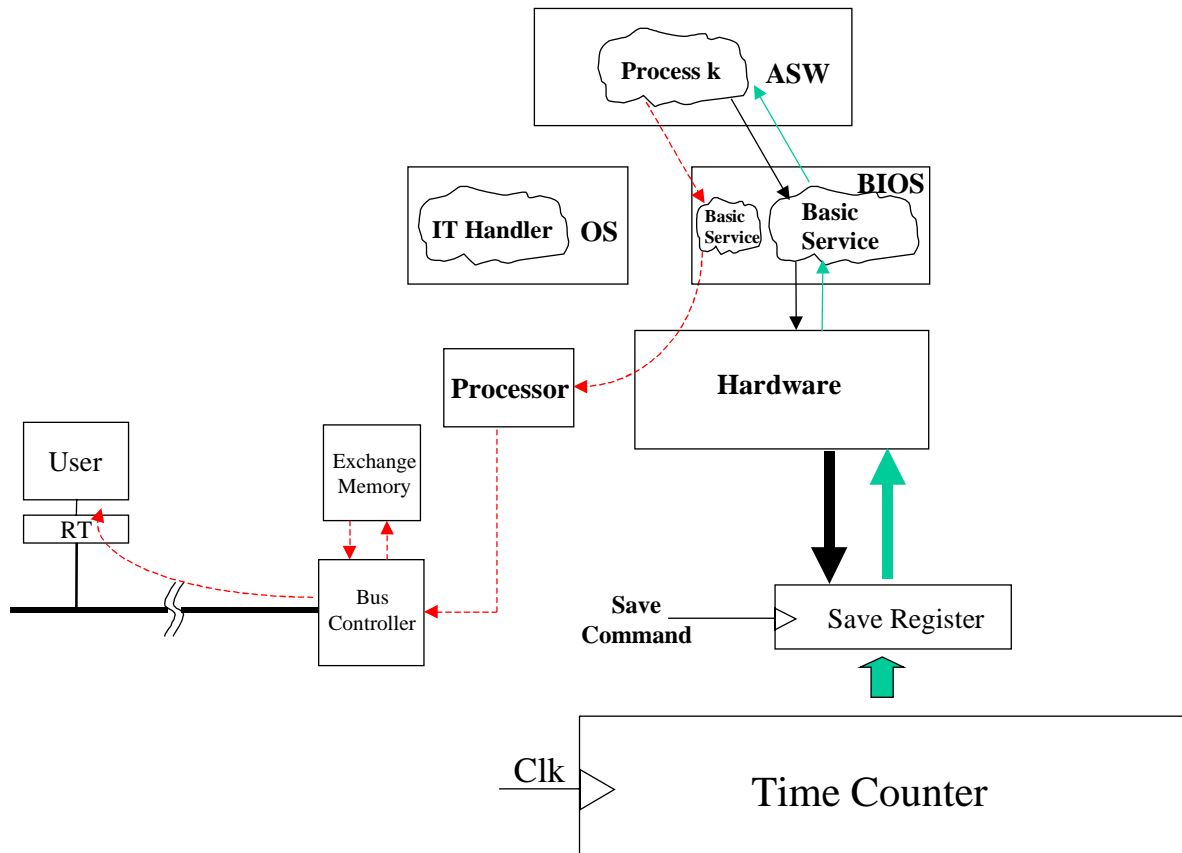 Process k
ASW
BIOS
IT Handler
OS
Basic
Service
Basic
Service
Processor
Hardware
User
Exchange
Memory
RT
Bus
Controller
Save
Command
Save Register
Clk
Time Counter